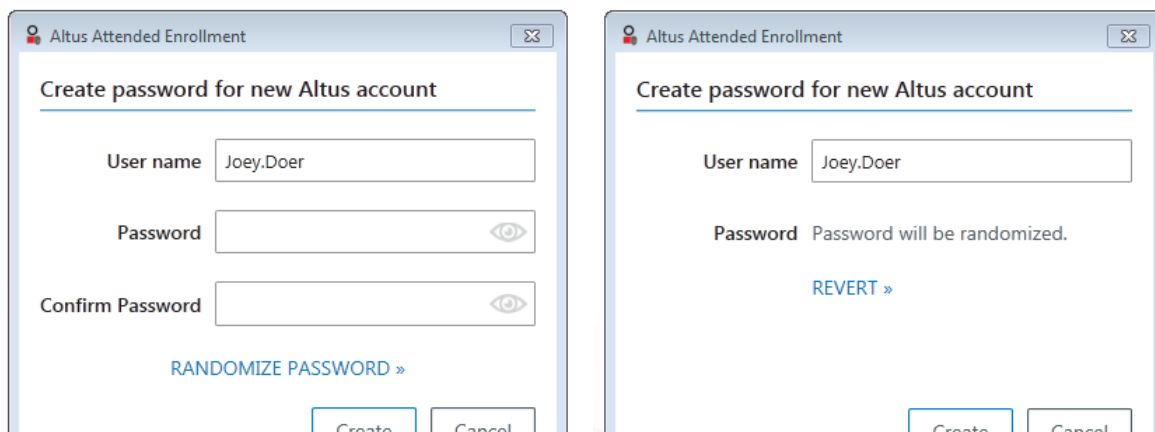 Altus Attended Enrollment
Create password for new Altus account
User name Joey.Doer
Password
Confirm Password
RANDOMIZE PASSWORD »
Create Cancel
Altus Attended Enrollment
Create password for new Altus account
User name Joey.Doer
Password Password will be randomized.
REVERT »
Create Cancel